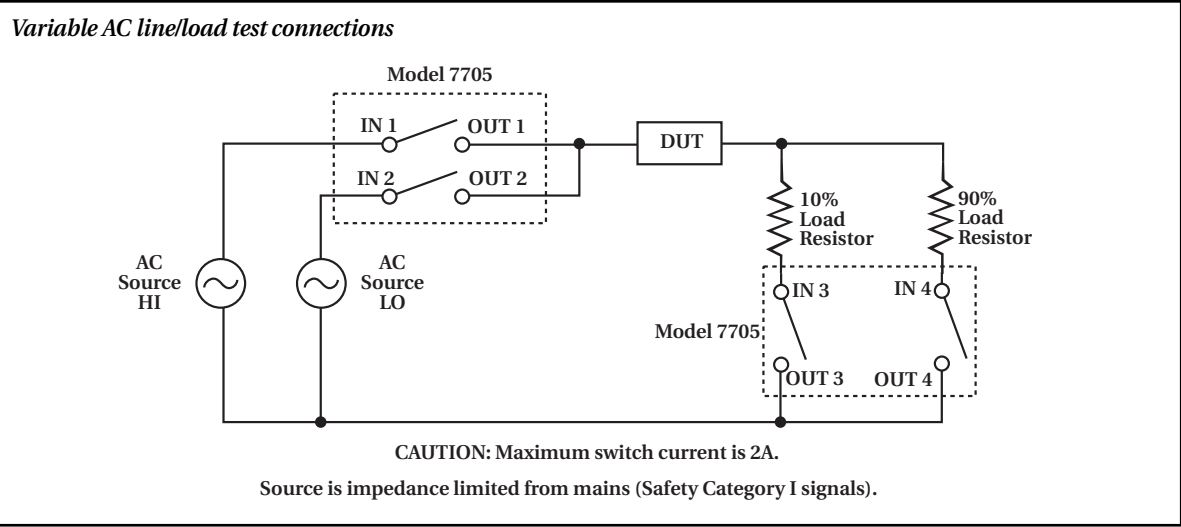 Variable AC line/load test connections
Model 7705
IN 1
OUT 1
IN 2
OUT 2
DUT
10%
Load
Resistor
90%
Load
Resistor
AC
Source
HI
AC
Source
LO
IN 3
IN 4
Model 7705
OUT 3
OUT 4
CAUTION: Maximum switch current is 2A.
Source is impedance limited from mains (Safety Category I signals).